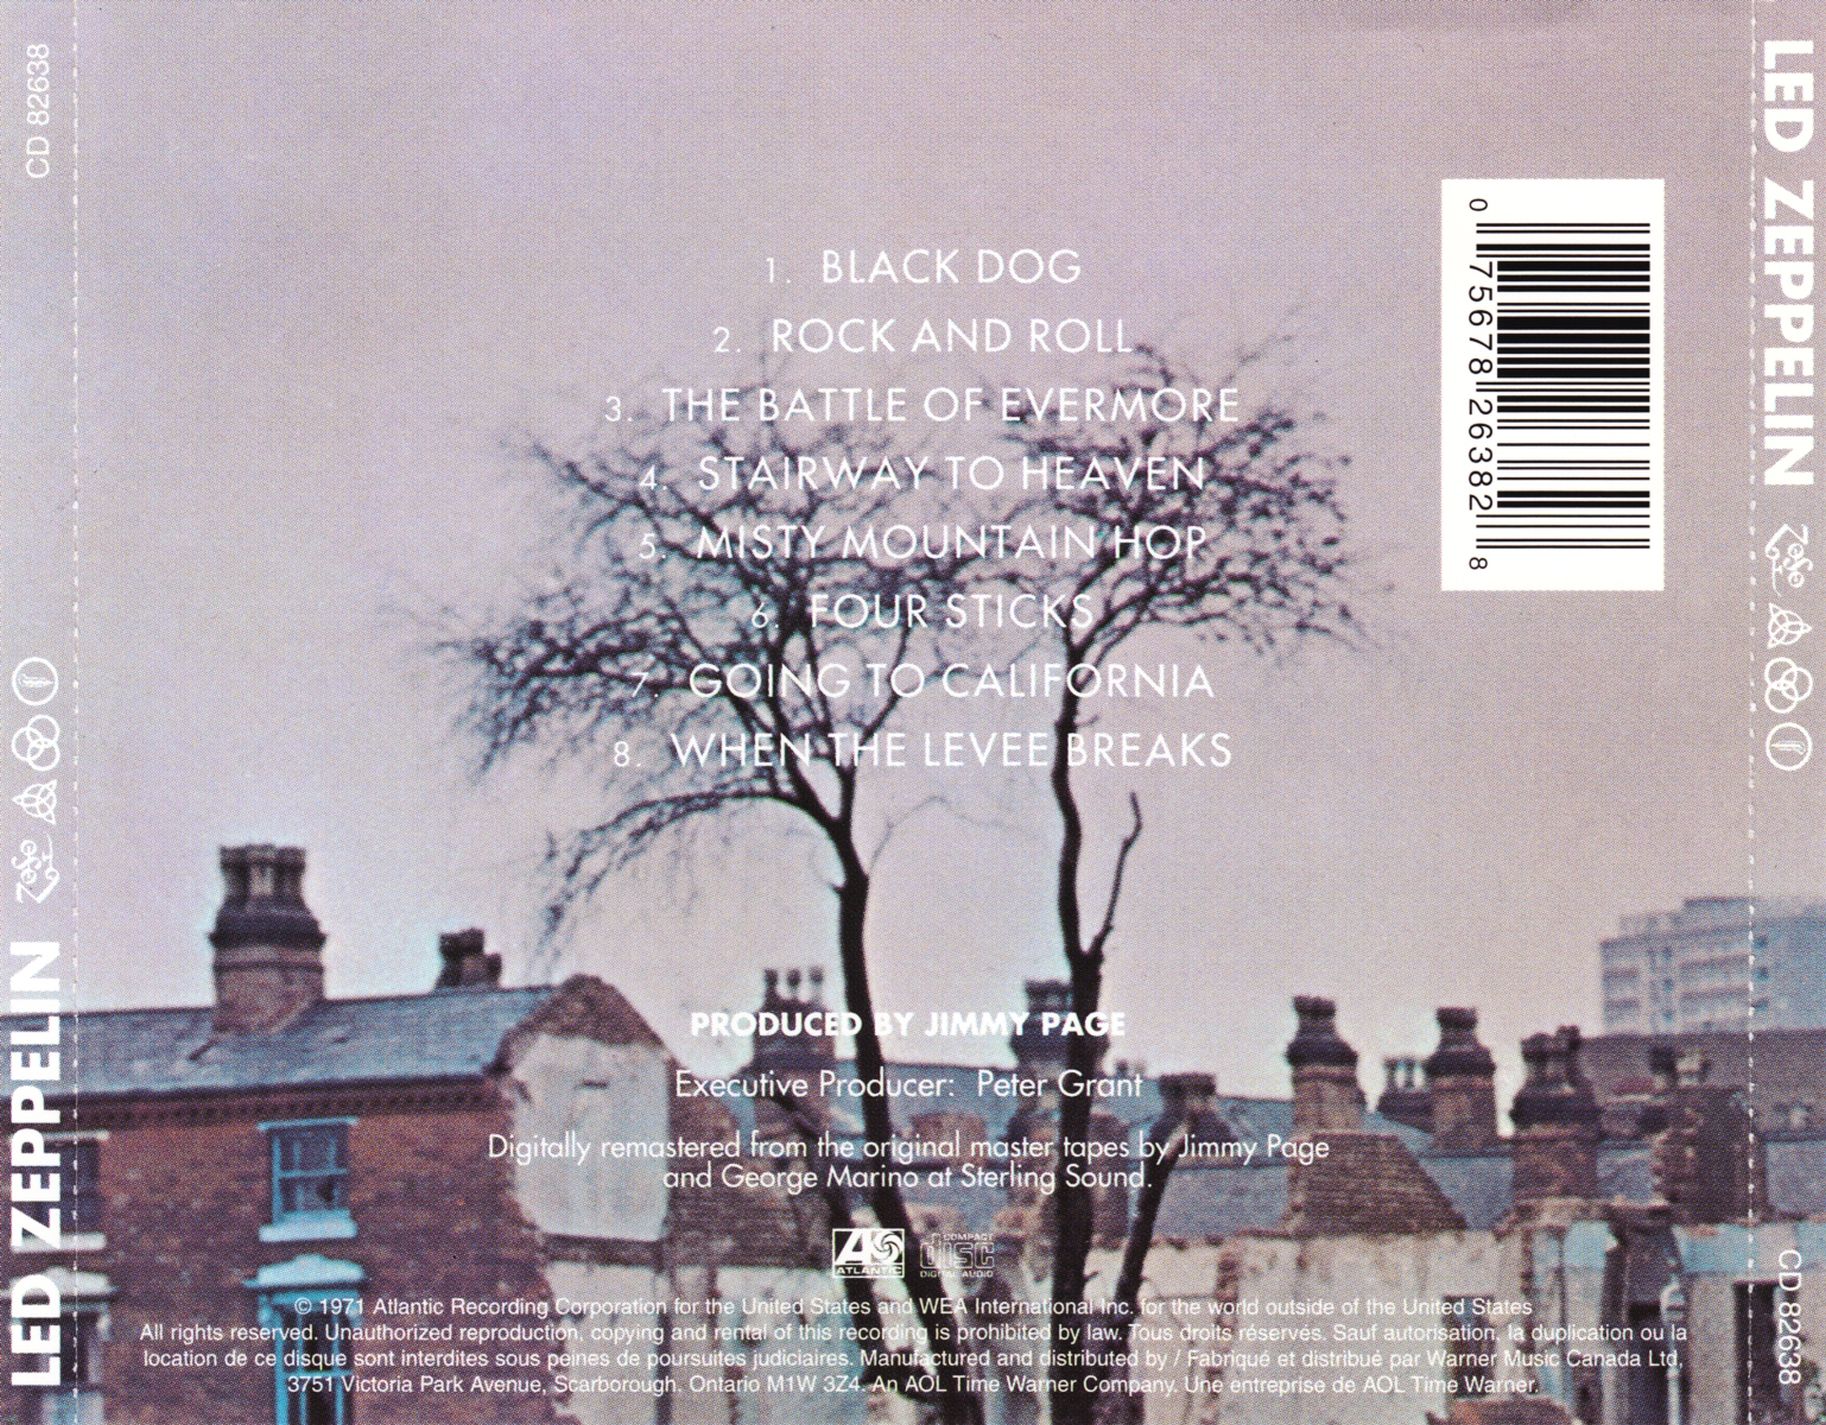 CD 82638
LED ZEPPELIN
1. BLACK DOG
2. ROCK AND ROLL
3. THE BATTLE OF EVERMORE
4. STAIRWAY TO HEAVEN
5. MISTY MOUNTAIN HOP
6. FOUR STICKS
7. GOING TO CALIFORNIA
8. WHEN THE LEVEE BREAKS
0 75678 26382 8
PRODUCED BY JIMMY PAGE
Executive Producer: Peter Grant
Digitally remastered from the original master tapes by Jimmy Page
and George Marino at Sterling Sound.
ATLANTIC
COMPACT
disc
DIGITAL AUDIO
© 1971 Atlantic Recording Corporation for the United States and WEA International Inc. for the world outside of the United States
All rights reserved. Unauthorized reproduction, copying and rental of this recording is prohibited by law. Tous droits réservés. Sauf autorisation, la duplication ou la
location de ce disque sont interdites sous peines de poursuites judiciaires. Manufactured and distributed by / Fabriqué et distribué par Warner Music Canada Ltd,
3751 Victoria Park Avenue, Scarborough. Ontario M1W 3Z4. An AOL Time Warner Company. Une entreprise de AOL Time Warner.
LED ZEPPELIN
CD 82638